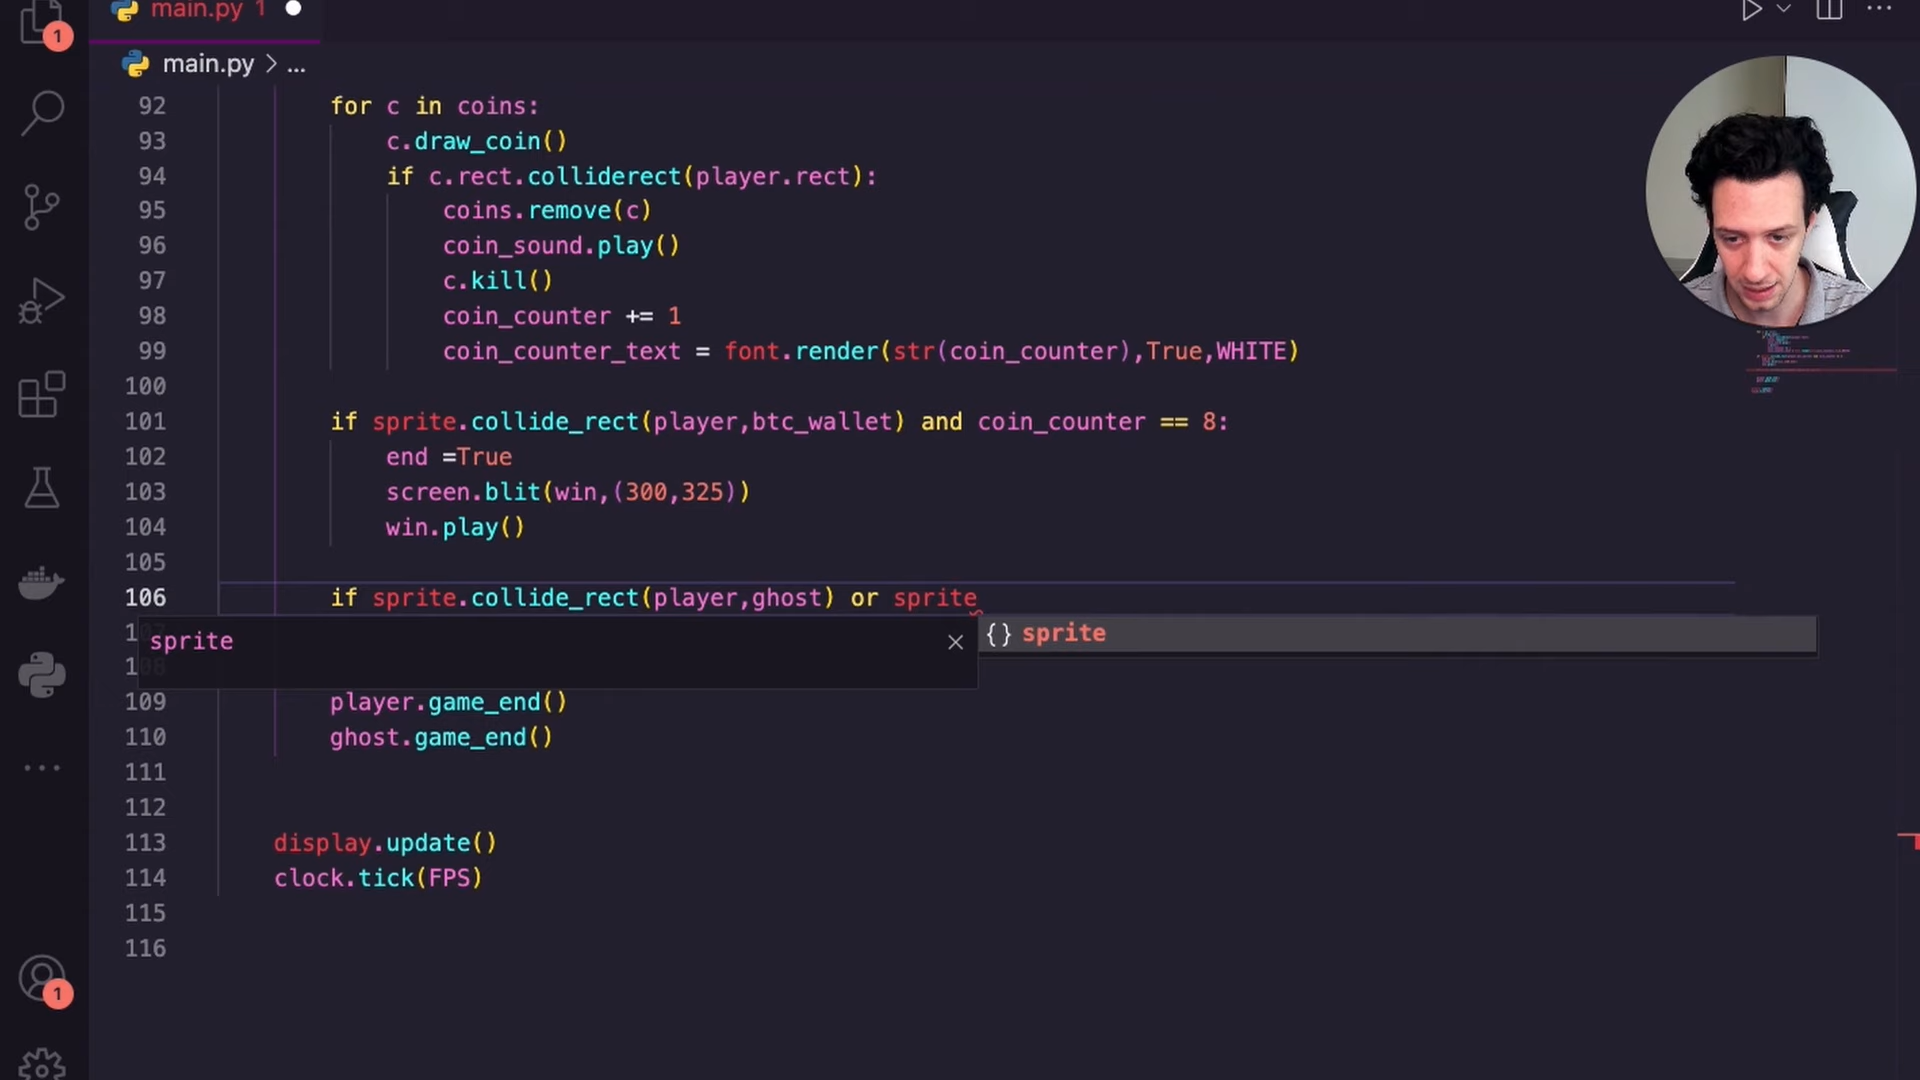 main.py 1
1
main.py > ...
92 for c in coins:
93 c.draw_coin()
94 if c.rect.colliderect(player.rect):
95 coins.remove(c)
96 coin_sound.play()
97 c.kill()
98 coin_counter += 1
99 coin_counter_text = font.render(str(coin_counter),True,WHITE)
100
101 if sprite.collide_rect(player,btc_wallet) and coin_counter == 8:
102 end =True
103 screen.blit(win,(300,325))
104 win.play()
105
106 if sprite.collide_rect(player,ghost) or sprite
sprite
{} sprite
109 player.game_end()
110 ghost.game_end()
111
112
113 display.update()
114 clock.tick(FPS)
115
116
1